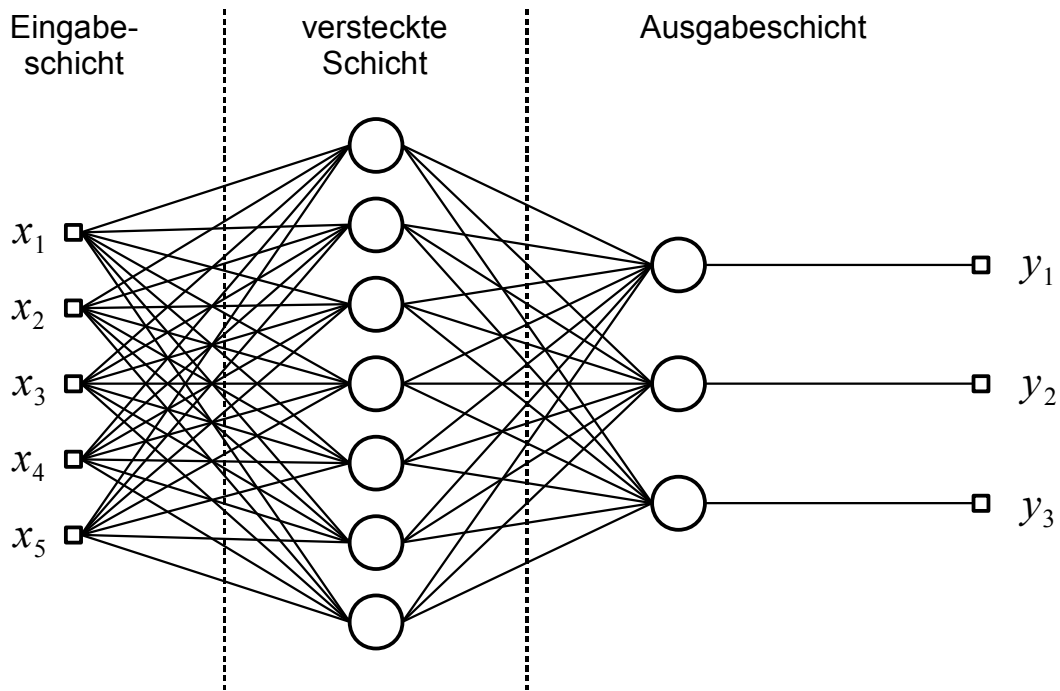 Eingabe-
schicht
versteckte
Schicht
Ausgabeschicht
x₁
x₂
x₃
x₄
x₅
y₁
y₂
y₃